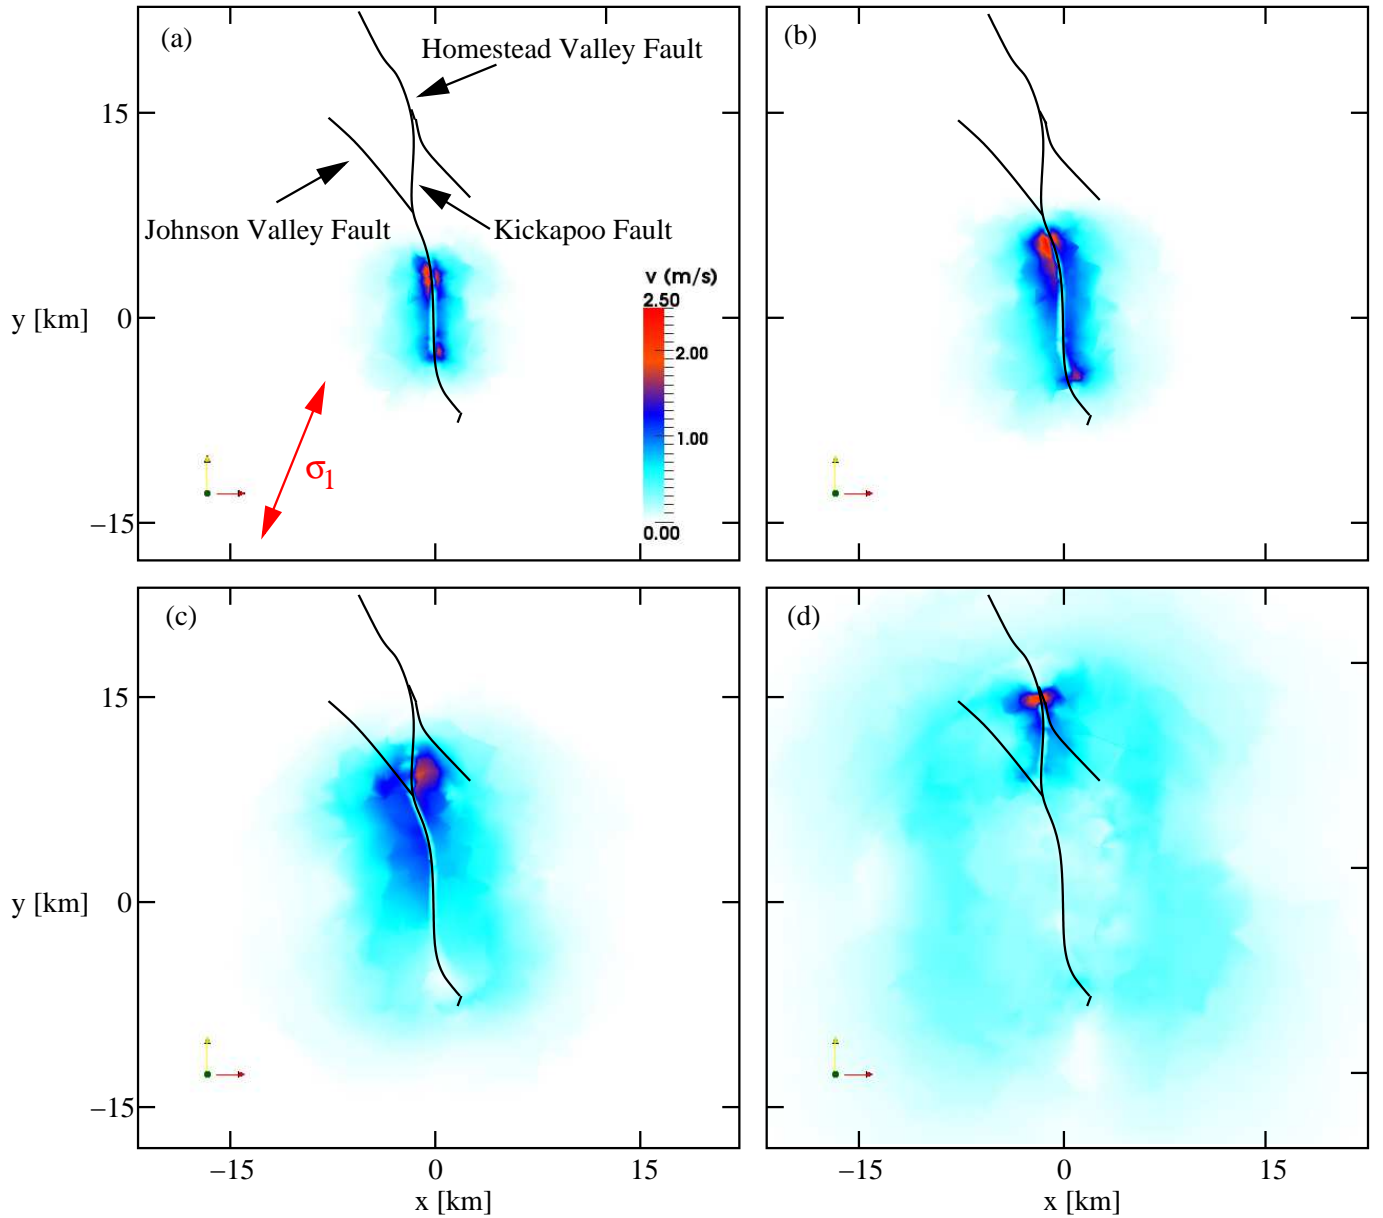 (a)
Homestead Valley Fault
Johnson Valley Fault
Kickapoo Fault
v (m/s)
2.50
2.00
1.00
0.00
σ1
15
0
−15
y [km]
(b)
(c)
15
0
−15
y [km]
−15
0
15
x [km]
(d)
−15
0
15
x [km]